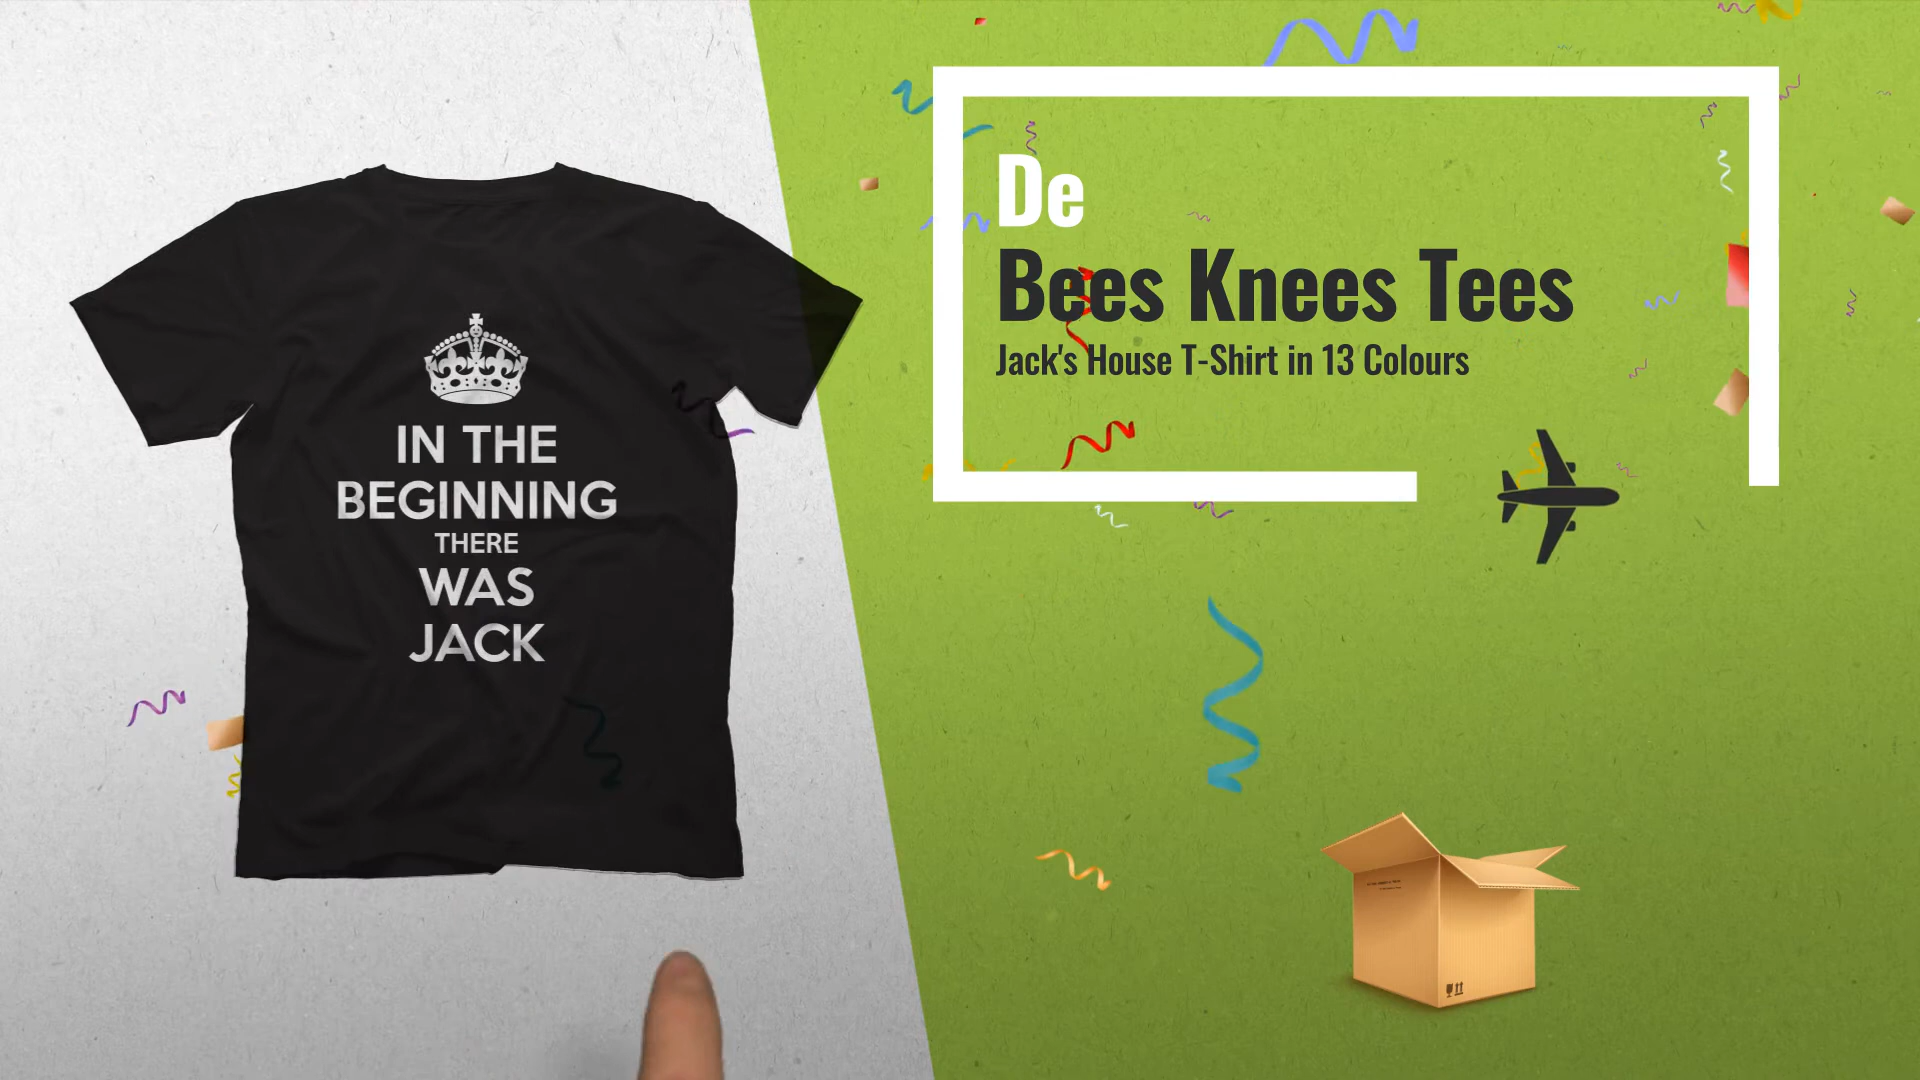 IN THE
BEGINNING
THERE
WAS
JACK
De
Bees Knees Tees
Jack's House T-Shirt in 13 Colours